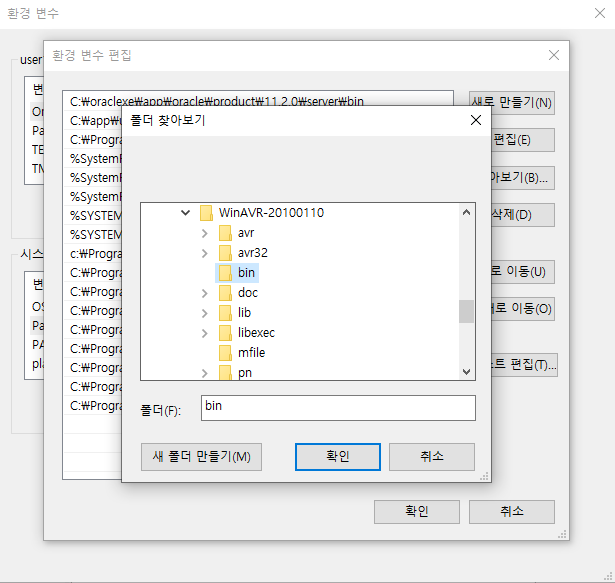 환경 변수
user
환경 변수 편집
변
C:₩oraclexe₩app₩oracle₩product₩11.2.0₩server₩bin
새로 만들기(N)
Or
C:₩app₩
폴더 찾아보기
Pa
C:₩Progra
편집(E)
TE
%System
TM
%System
아보기(B)...
%System
%SYSTEM
WinAVR-20100110
삭제(D)
%SYSTEM
avr
시스
c:₩Progra
avr32
C:₩Progra
bin
로 이동(U)
변
C:₩Progra
doc
OS
C:₩Progra
lib
로 이동(O)
Pa
C:₩Progra
libexec
PA
C:₩Progra
mfile
pla
C:₩Progra
pn
스트 편집(T)...
C:₩Progra
C:₩Progra
폴더(F):
bin
새 폴더 만들기(M)
확인
취소
확인
취소